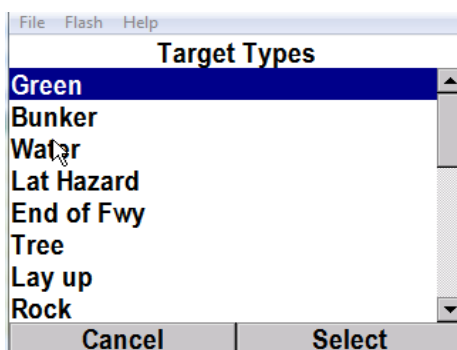 File Flash Help
Target Types
Green
Bunker
Water
Lat Hazard
End of Fwy
Tree
Lay up
Rock
Cancel Select